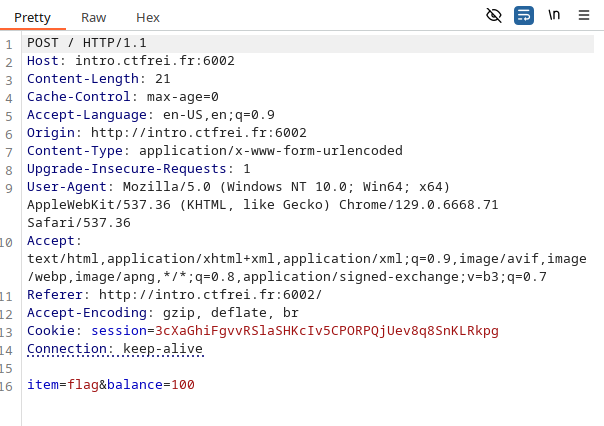 Pretty Raw Hex \n
1 POST / HTTP/1.1
2 Host: intro.ctfrei.fr:6002
3 Content-Length: 21
4 Cache-Control: max-age=0
5 Accept-Language: en-US,en;q=0.9
6 Origin: http://intro.ctfrei.fr:6002
7 Content-Type: application/x-www-form-urlencoded
8 Upgrade-Insecure-Requests: 1
9 User-Agent: Mozilla/5.0 (Windows NT 10.0; Win64; x64)
AppleWebKit/537.36 (KHTML, like Gecko) Chrome/129.0.6668.71
Safari/537.36
10 Accept:
text/html,application/xhtml+xml,application/xml;q=0.9,image/avif,image
/webp,image/apng,*/*;q=0.8,application/signed-exchange;v=b3;q=0.7
11 Referer: http://intro.ctfrei.fr:6002/
12 Accept-Encoding: gzip, deflate, br
13 Cookie: session=3cXaGhiFgvvRSlaSHKcIv5CPORPQjUev8q8SnKLRkpg
14 Connection: keep-alive
15
16 item=flag&balance=100